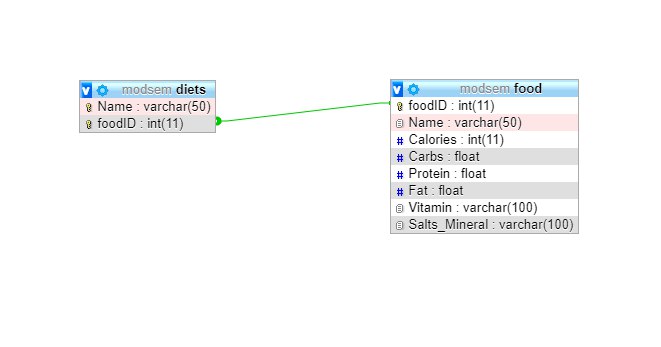 modsem diets
Name : varchar(50)
foodID : int(11)
modsem food
foodID : int(11)
Name : varchar(50)
# Calories : int(11)
# Carbs : float
# Protein : float
# Fat : float
Vitamin : varchar(100)
Salts_Mineral : varchar(100)